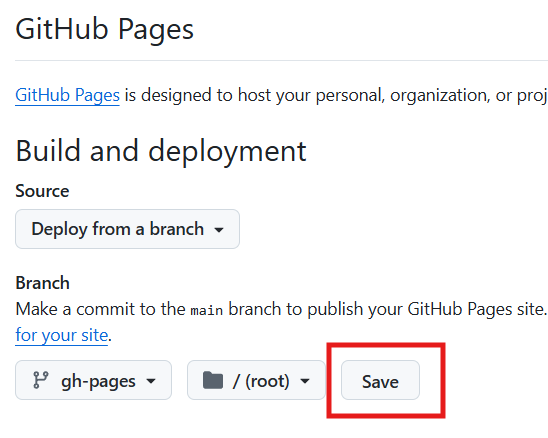 GitHub Pages
GitHub Pages is designed to host your personal, organization, or proj
Build and deployment
Source
Deploy from a branch
Branch
Make a commit to the main branch to publish your GitHub Pages site.
for your site.
gh-pages / (root) Save